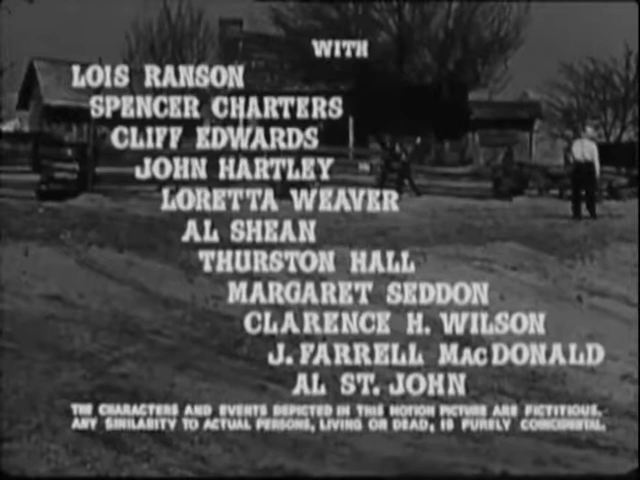 WITH
LOIS RANSON
SPENCER CHARTERS
CLIFF EDWARDS
JOHN HARTLEY
LORETTA WEAVER
AL SHEAN
THURSTON HALL
MARGARET SEDDON
CLARENCE H. WILSON
J. FARRELL MACDONALD
AL ST. JOHN
THE CHARACTERS AND EVENTS DEPICTED IN THIS MOTION PICTURE ARE FICTITIOUS.
ANY SIMILARITY TO ACTUAL PERSONS, LIVING OR DEAD, IS PURELY COINCIDENTAL.